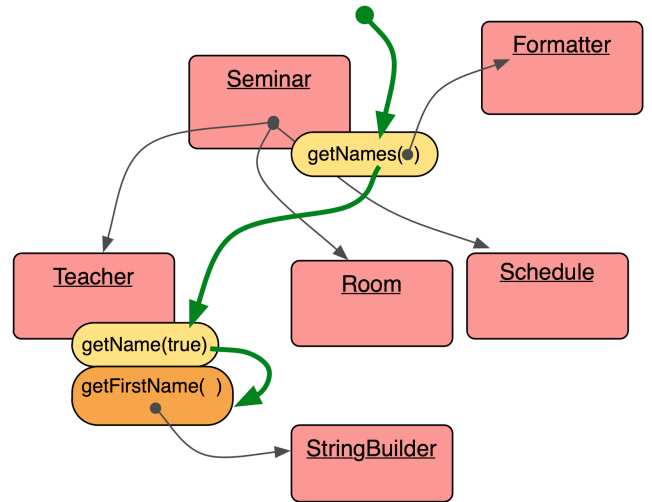 Formatter
Seminar
getNames( )
Teacher
Room
Schedule
getName(true)
getFirstName( )
StringBuilder